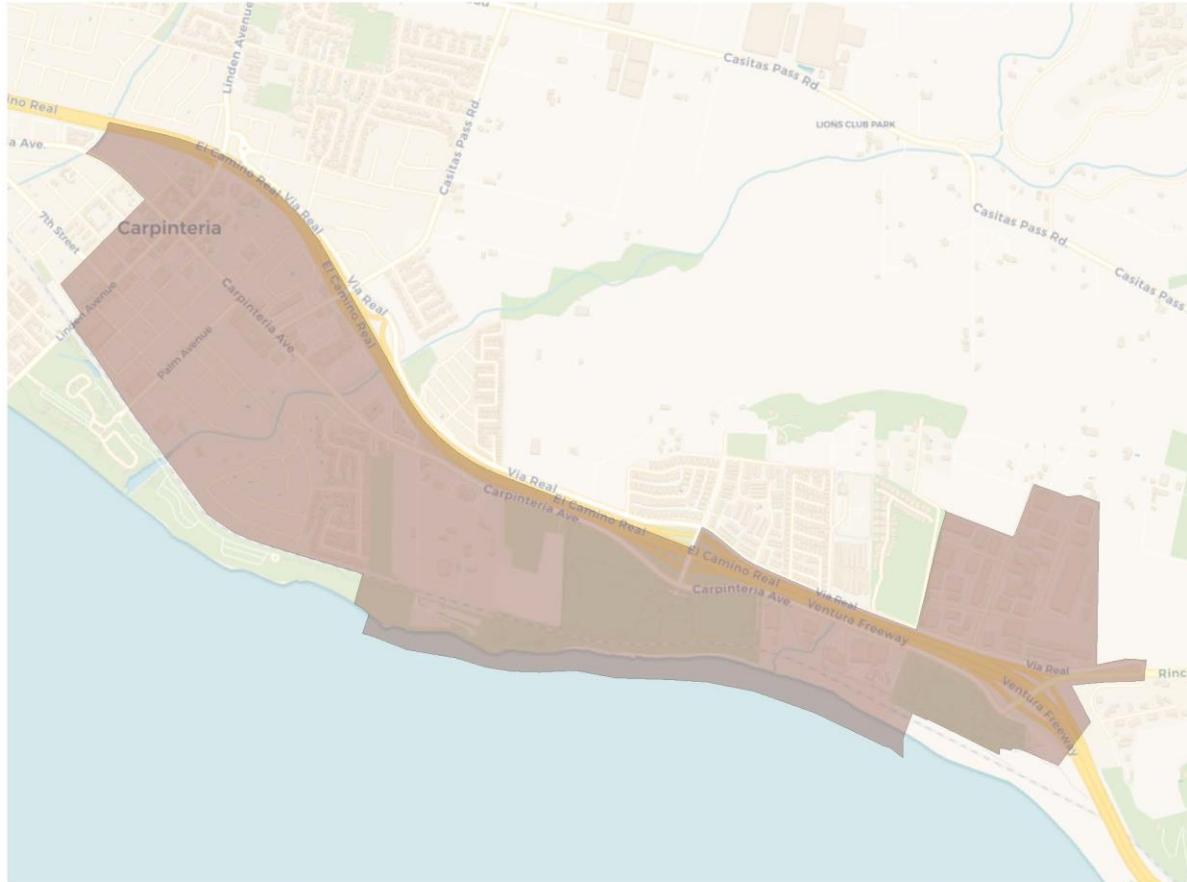 Linden Avenue
Casitas Pass Rd.
ino Real
LIONS CLUB PARK
a Ave.
El Camino Real
Casitas Pass Rd.
Via Real
7th Street
Carpinteria
Casitas Pass Rd.
El Camino Real
Via Real
Casitas Pass
Linden Avenue
Carpinteria Ave.
Palm Avenue
Via Real
Carpinteria Ave.
El Camino Real
El Camino Real
Carpinteria Ave.
Via Real
Ventura Freeway
Via Real
Rinc
Ventura Freeway